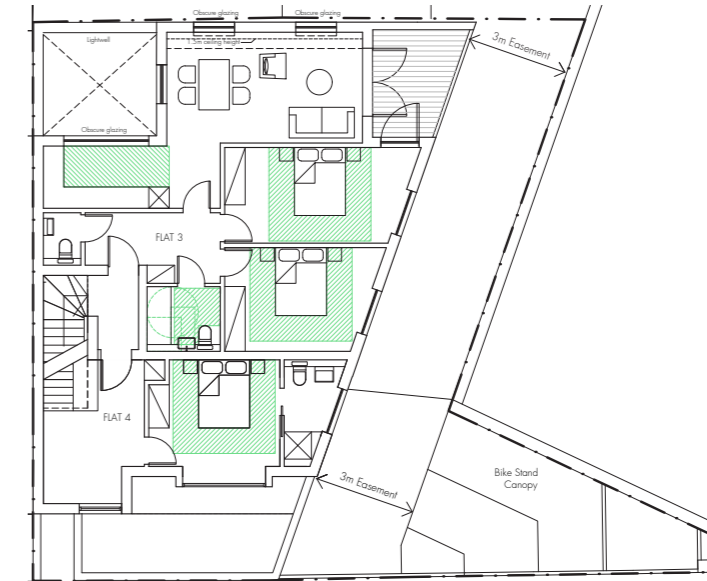 Obscure glazing
Obscure glazing
1.5m ceiling height
Lightwell
3m Easement
Obscure glazing
FLAT 3
FLAT 4
3m Easement
Bike Stand
Canopy